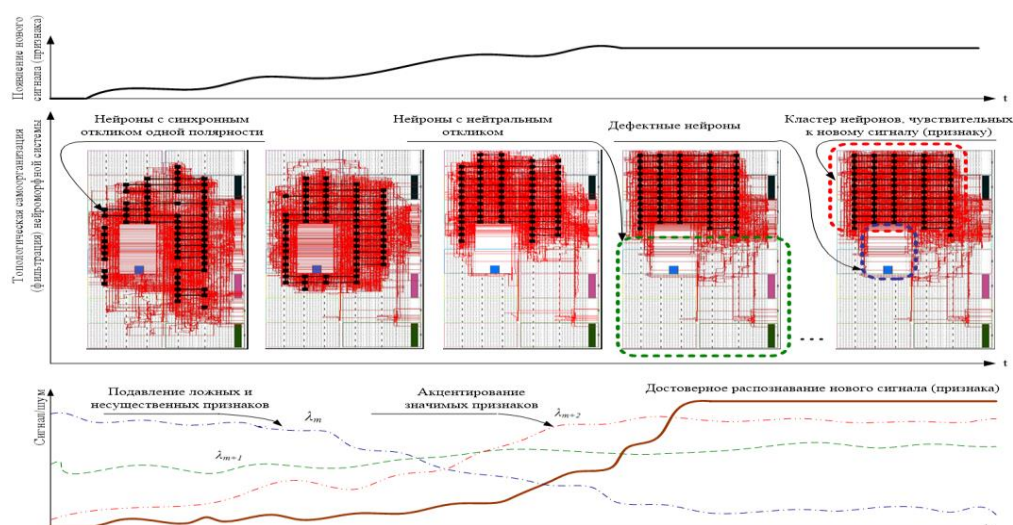 Появление нового
сигнала (признака)
t
Топологическая самоорганизация
(фильтрация) нейроморфной системы
Нейроны с синхронным
откликом одной полярности
Нейроны с нейтральным
откликом
Дефектные нейроны
Кластер нейронов, чувствительных
к новому сигналу (признаку)
...
t
Сигнал/шум
Подавление ложных и
несущественных признаков
Акцентирование
значимых признаков
Достоверное распознавание нового сигнала (признака)
λm
λm+1
λm+2